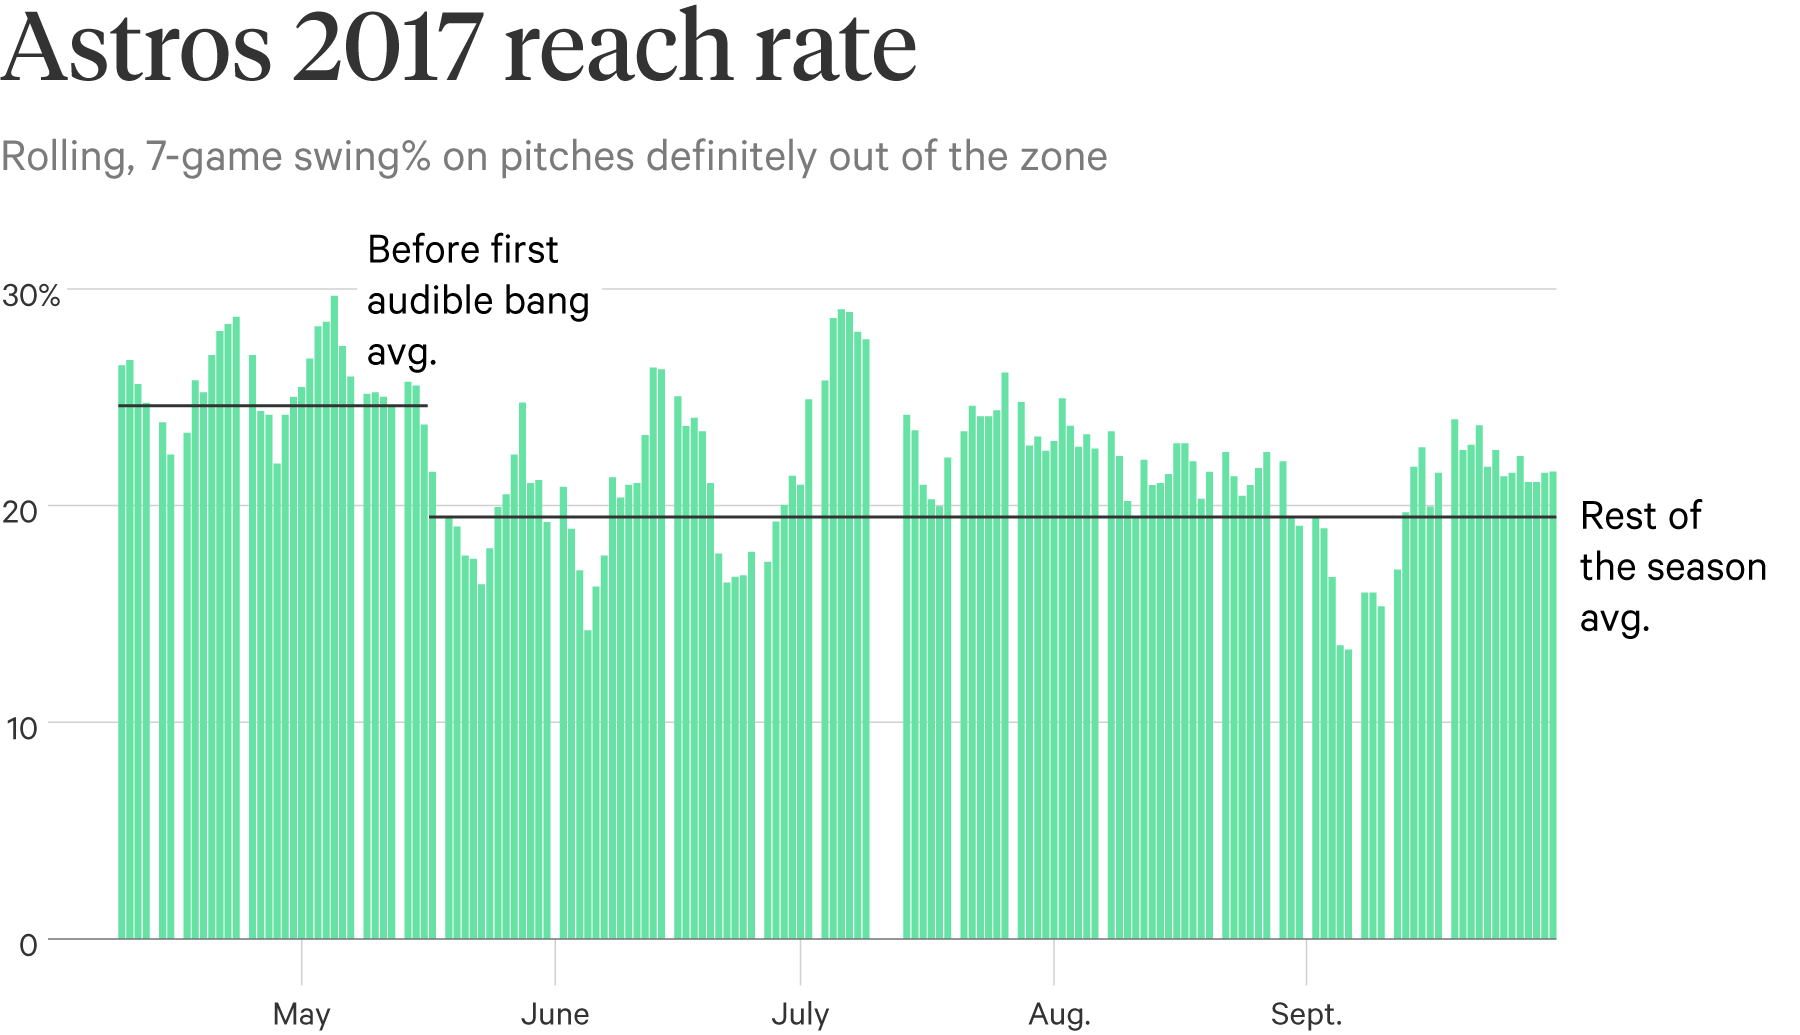 Astros 2017 reach rate
Rolling, 7-game swing% on pitches definitely out of the zone
Before first
audible bang
avg.
30%
20
10
0
Rest of
the season
avg.
May
June
July
Aug.
Sept.